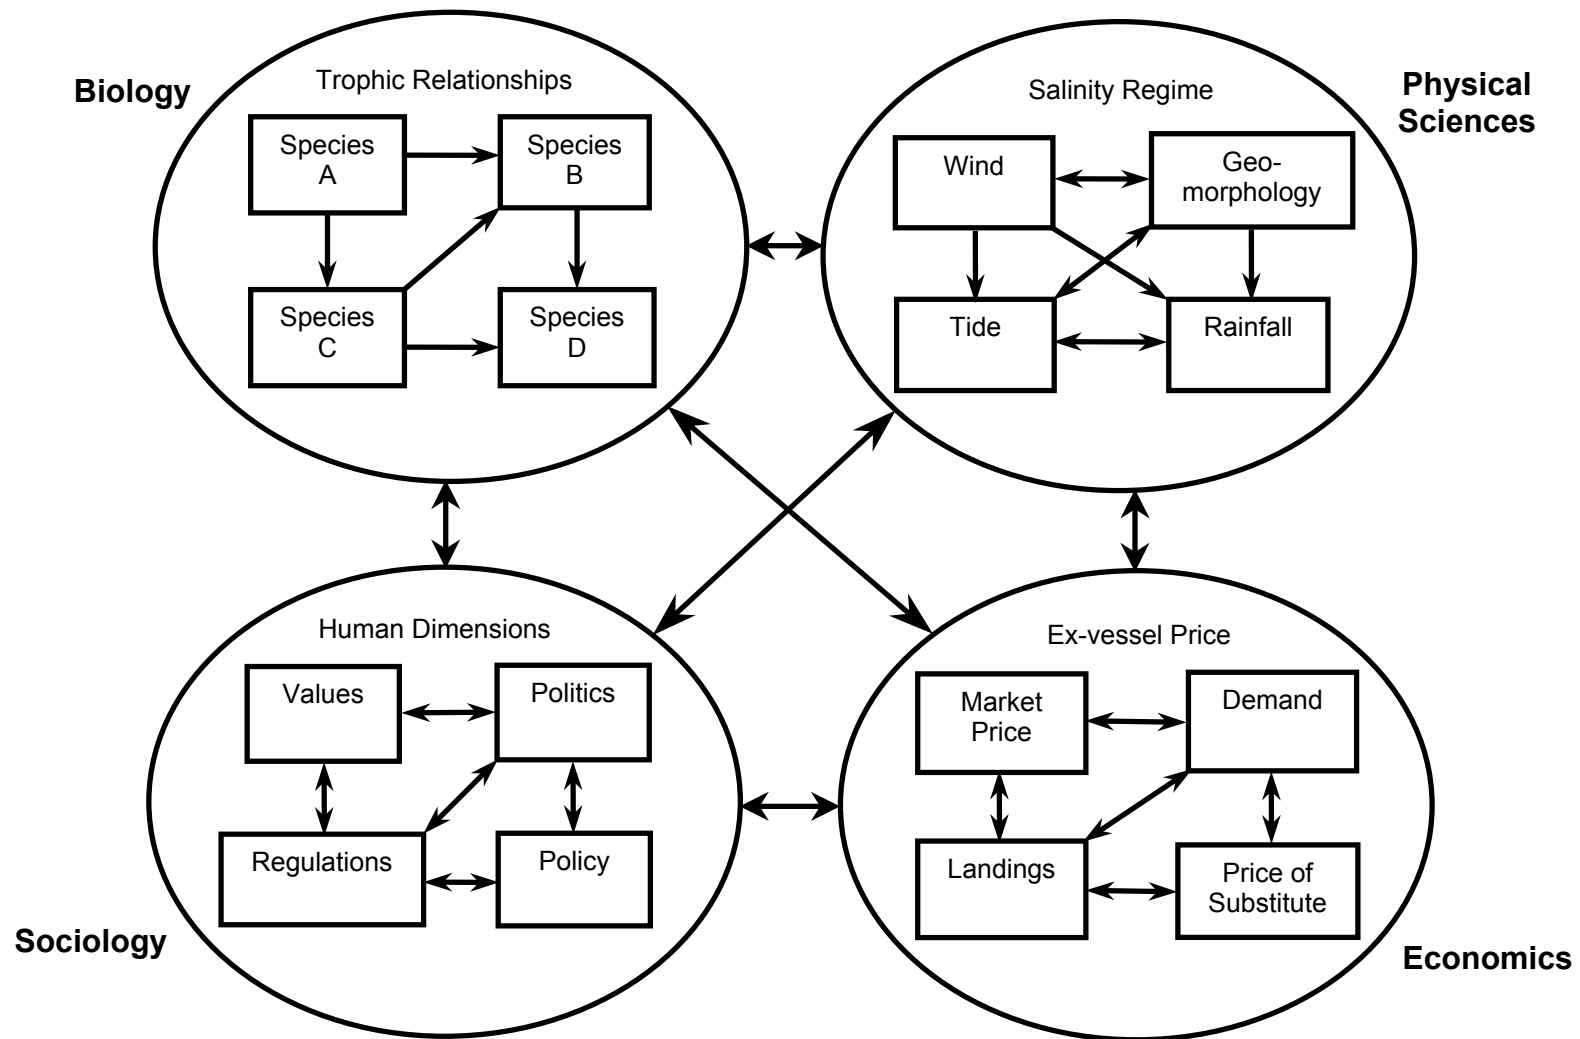 Biology
Trophic Relationships
Species
A
Species
B
Species
C
Species
D
Physical
Sciences
Salinity Regime
Wind
Geo-
morphology
Tide
Rainfall
Sociology
Human Dimensions
Values
Politics
Regulations
Policy
Economics
Ex-vessel Price
Market
Price
Demand
Landings
Price of
Substitute